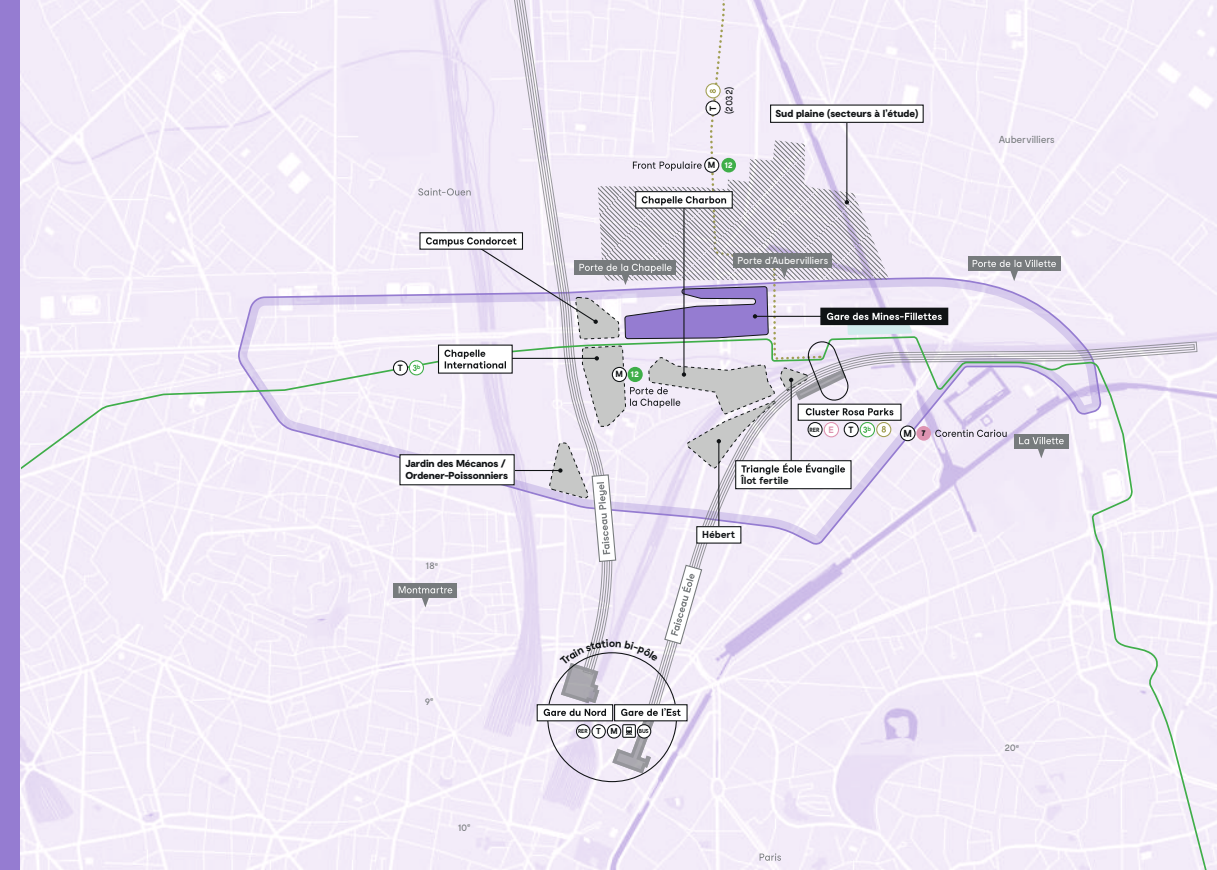 8
T
(2032)
Sud plaine (secteurs à l'étude)
Aubervilliers
Front Populaire M 12
Saint-Ouen
Chapelle Charbon
Campus Condorcet
Porte de la Chapelle
Porte d'Aubervilliers
Porte de la Villette
Gare des Mines-Fillettes
Chapelle
International
T 3b
M 12
Porte de
la Chapelle
Cluster Rosa Parks
RER E T 3b 8
M 7 Corentin Cariou
La Villette
Jardin des Mécanos /
Ordener-Poissonniers
Triangle Éole Évangile
Îlot fertile
Faisceau Pleyel
Hébert
18°
Montmartre
Faisceau Éole
Train station bi-pôle
9°
Gare du Nord
Gare de l'Est
RER T M BUS
20°
10°
Paris